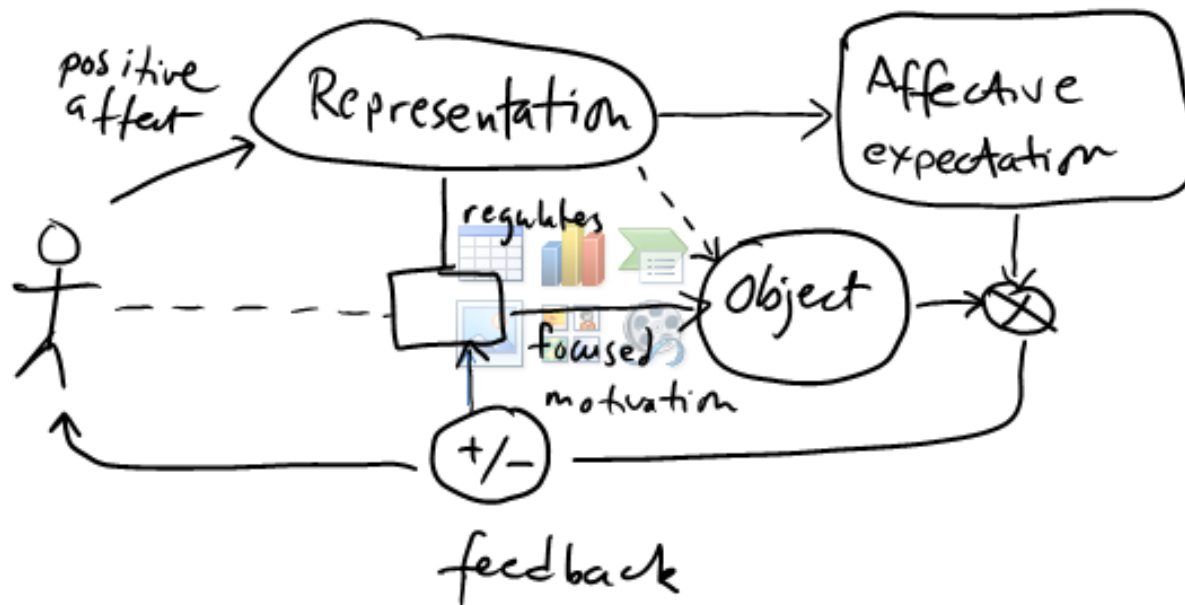 positive
affect
Representation
Affective
expectation
regulates
Object
focused
motivation
+/-
feedback